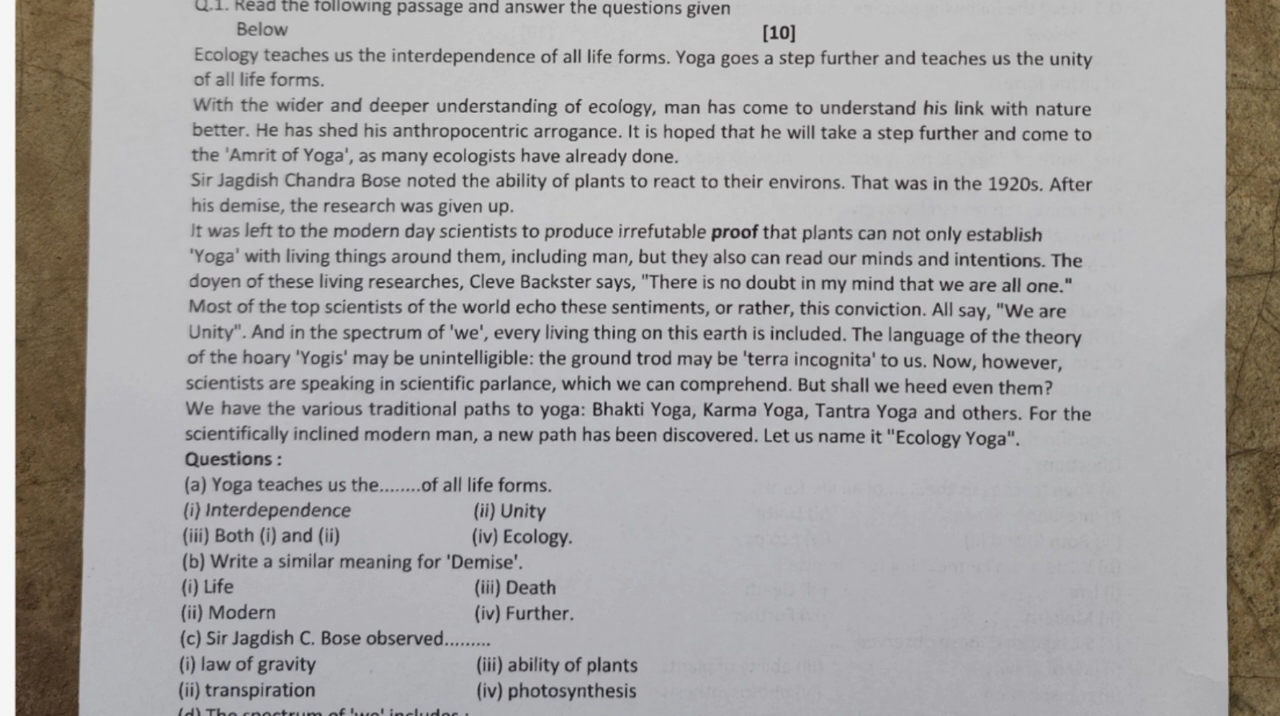 Q.1. Read the following passage and answer the questions given
Below [10]
Ecology teaches us the interdependence of all life forms. Yoga goes a step further and teaches us the unity
of all life forms.
With the wider and deeper understanding of ecology, man has come to understand his link with nature
better. He has shed his anthropocentric arrogance. It is hoped that he will take a step further and come to
the 'Amrit of Yoga', as many ecologists have already done.
Sir Jagdish Chandra Bose noted the ability of plants to react to their environs. That was in the 1920s. After
his demise, the research was given up.
It was left to the modern day scientists to produce irrefutable proof that plants can not only establish
'Yoga' with living things around them, including man, but they also can read our minds and intentions. The
doyen of these living researches, Cleve Backster says, "There is no doubt in my mind that we are all one."
Most of the top scientists of the world echo these sentiments, or rather, this conviction. All say, "We are
Unity". And in the spectrum of 'we', every living thing on this earth is included. The language of the theory
of the hoary 'Yogis' may be unintelligible: the ground trod may be 'terra incognita' to us. Now, however,
scientists are speaking in scientific parlance, which we can comprehend. But shall we heed even them?
We have the various traditional paths to yoga: Bhakti Yoga, Karma Yoga, Tantra Yoga and others. For the
scientifically inclined modern man, a new path has been discovered. Let us name it "Ecology Yoga".
Questions :
(a) Yoga teaches us the........of all life forms.
(i) Interdependence (ii) Unity
(iii) Both (i) and (ii) (iv) Ecology.
(b) Write a similar meaning for 'Demise'.
(i) Life (iii) Death
(ii) Modern (iv) Further.
(c) Sir Jagdish C. Bose observed.........
(i) law of gravity (iii) ability of plants
(ii) transpiration (iv) photosynthesis
(d) The spectrum of 'we' includes :